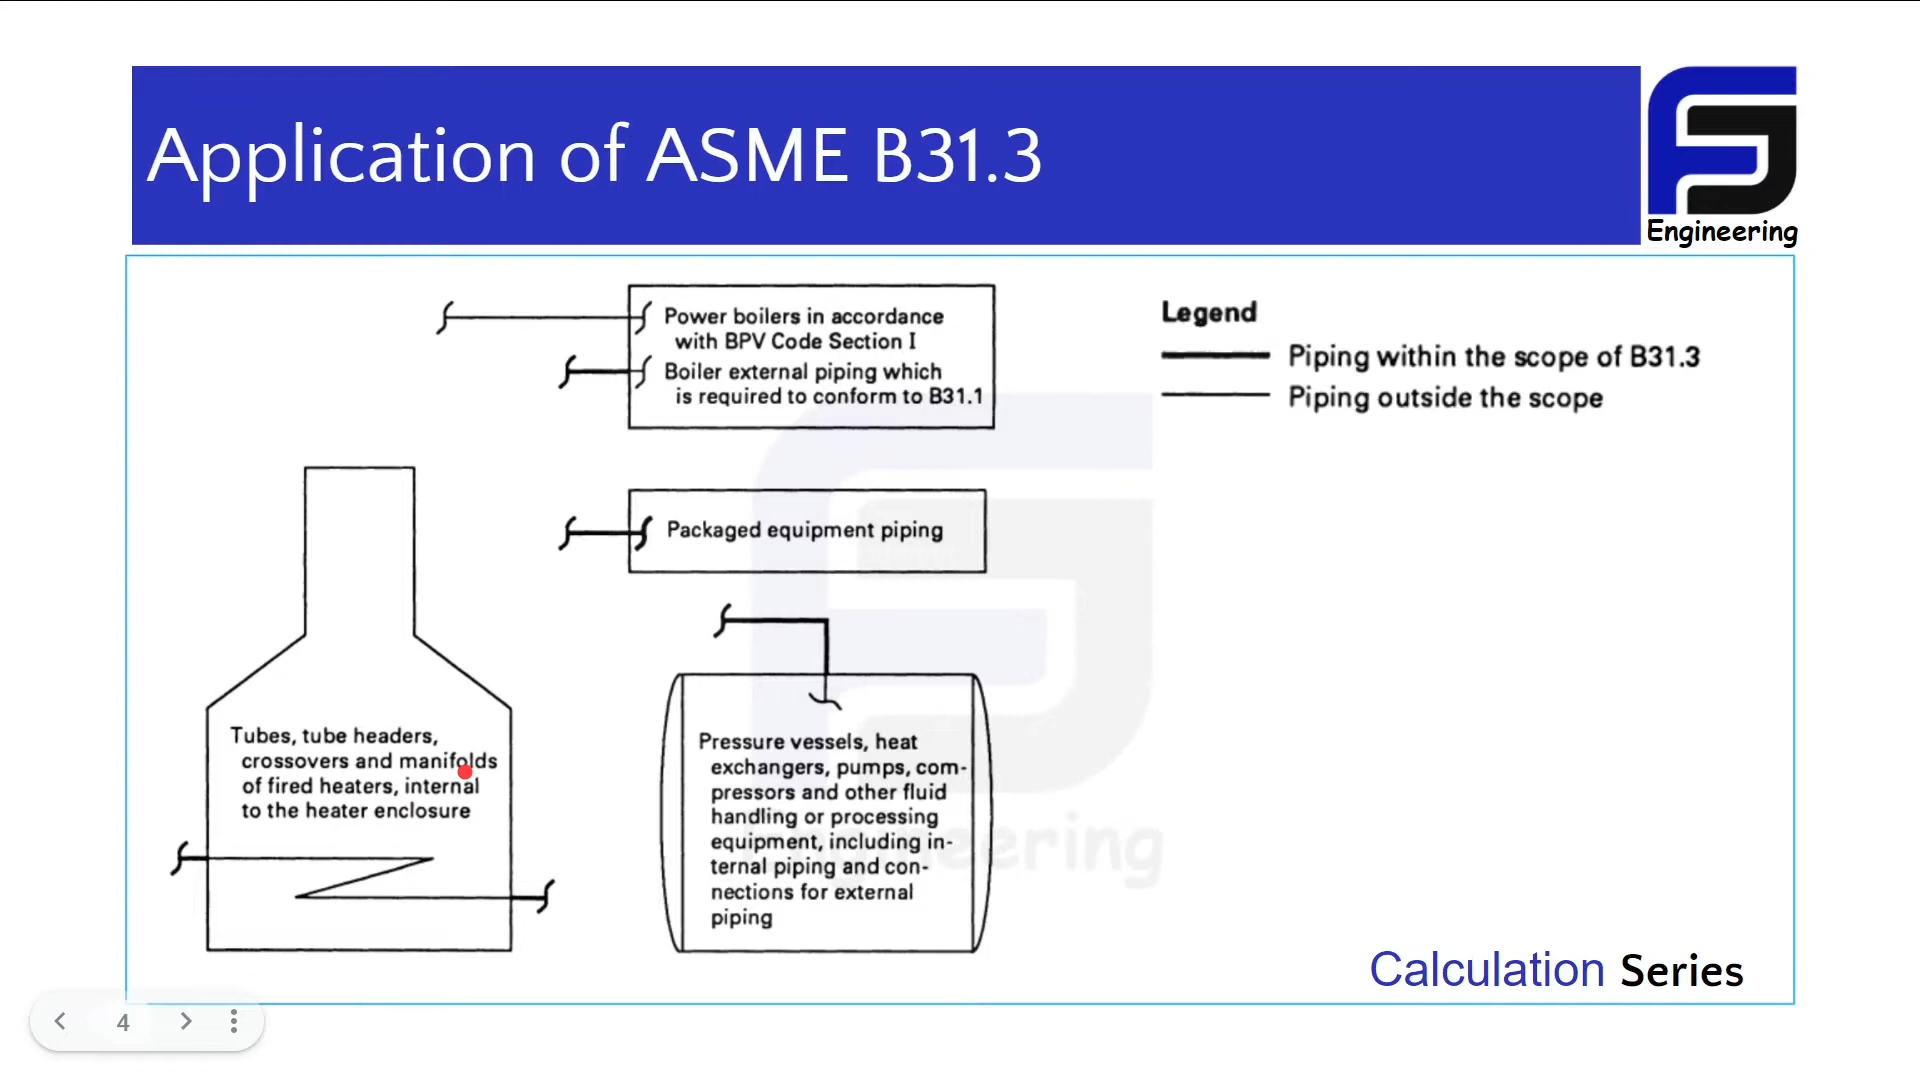 Application of ASME B31.3
Engineering
Power boilers in accordance
with BPV Code Section I
Boiler external piping which
is required to conform to B31.1
Legend
Piping within the scope of B31.3
Piping outside the scope
Packaged equipment piping
Tubes, tube headers,
crossovers and manifolds
of fired heaters, internal
to the heater enclosure
Pressure vessels, heat
exchangers, pumps, com-
pressors and other fluid
handling or processing
equipment, including in-
ternal piping and con-
nections for external
piping
Engineering
Calculation Series
4